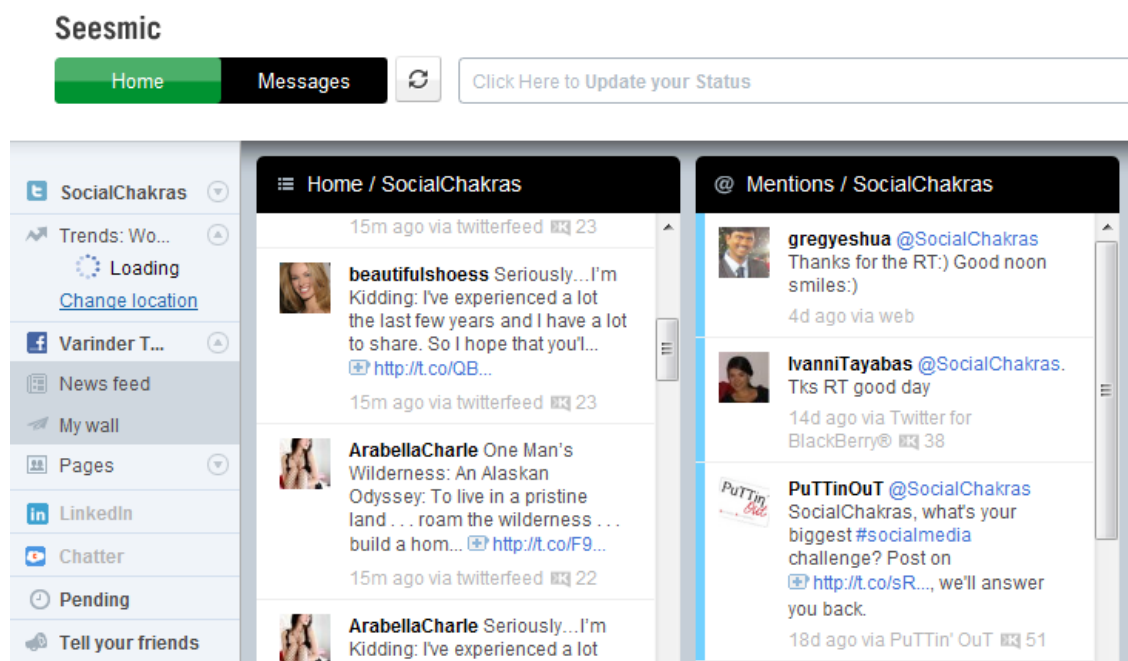 Seesmic
Home
Messages
Click Here to Update your Status
SocialChakras
Trends: Wo...
Loading
Change location
Varinder T...
News feed
My wall
Pages
LinkedIn
Chatter
Pending
Tell your friends
Home / SocialChakras
15m ago via twitterfeed 23
beautifulshoess Seriously...I'm
Kidding: I've experienced a lot
the last few years and I have a lot
to share. So I hope that you'l...
http://t.co/QB...
15m ago via twitterfeed 23
ArabellaCharle One Man's
Wilderness: An Alaskan
Odyssey: To live in a pristine
land . . . roam the wilderness . . .
build a hom... http://t.co/F9...
15m ago via twitterfeed 22
ArabellaCharle Seriously...I'm
Kidding: I've experienced a lot
@ Mentions / SocialChakras
gregyeshua @SocialChakras
Thanks for the RT:) Good noon
smiles:)
4d ago via web
IvanniTayabas @SocialChakras.
Tks RT good day
14d ago via Twitter for
BlackBerry® 38
PuTTin' OuT
PuTTinOuT @SocialChakras
SocialChakras, what's your
biggest #socialmedia
challenge? Post on
http://t.co/sR..., we'll answer
you back.
18d ago via PuTTin' OuT 51